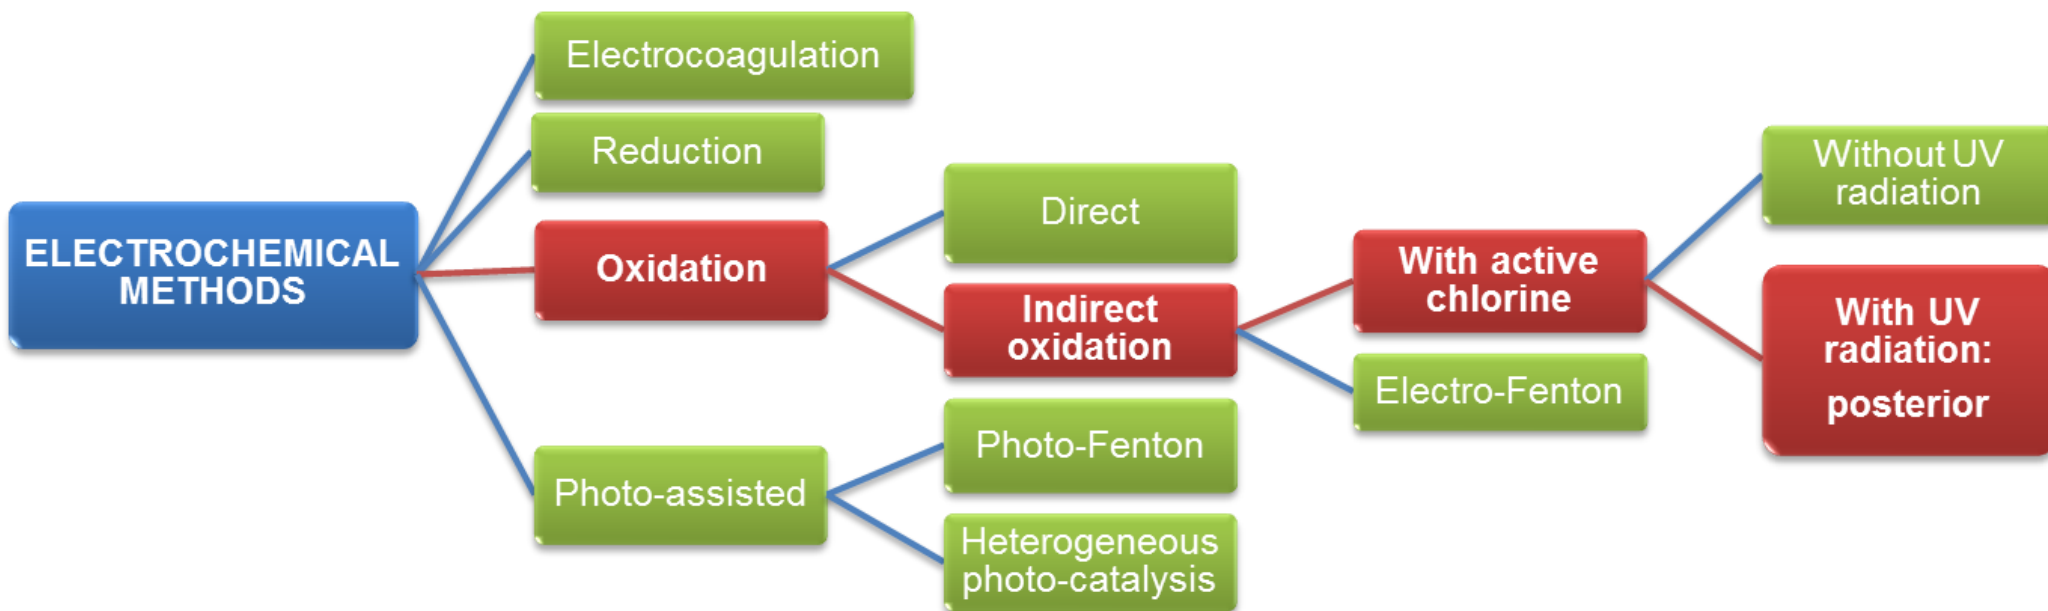 ELECTROCHEMICAL
METHODS
Electrocoagulation
Reduction
Oxidation
Photo-assisted
Direct
Indirect
oxidation
Photo-Fenton
Heterogeneous
photo-catalysis
With active
chlorine
Electro-Fenton
Without UV
radiation
With UV
radiation:
posterior